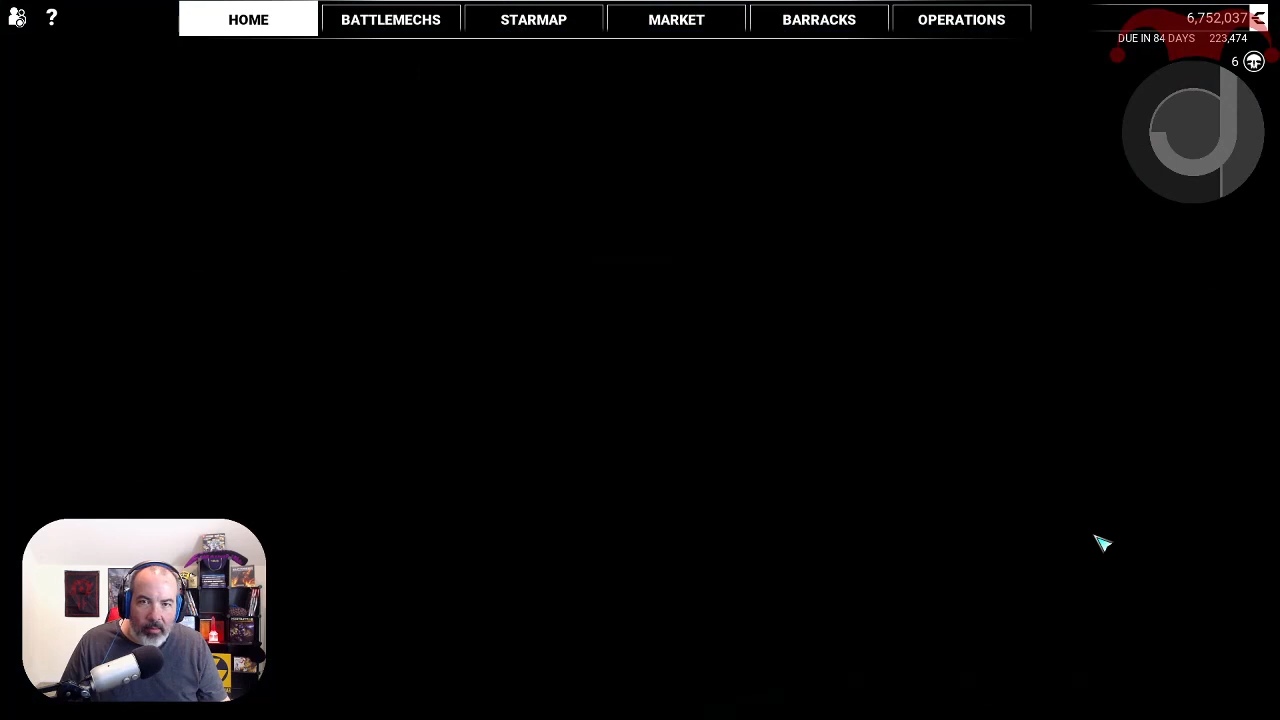 ? HOME BATTLEMECHS STARMAP MARKET BARRACKS OPERATIONS 6,752,037
DUE IN 84 DAYS 223,474
6